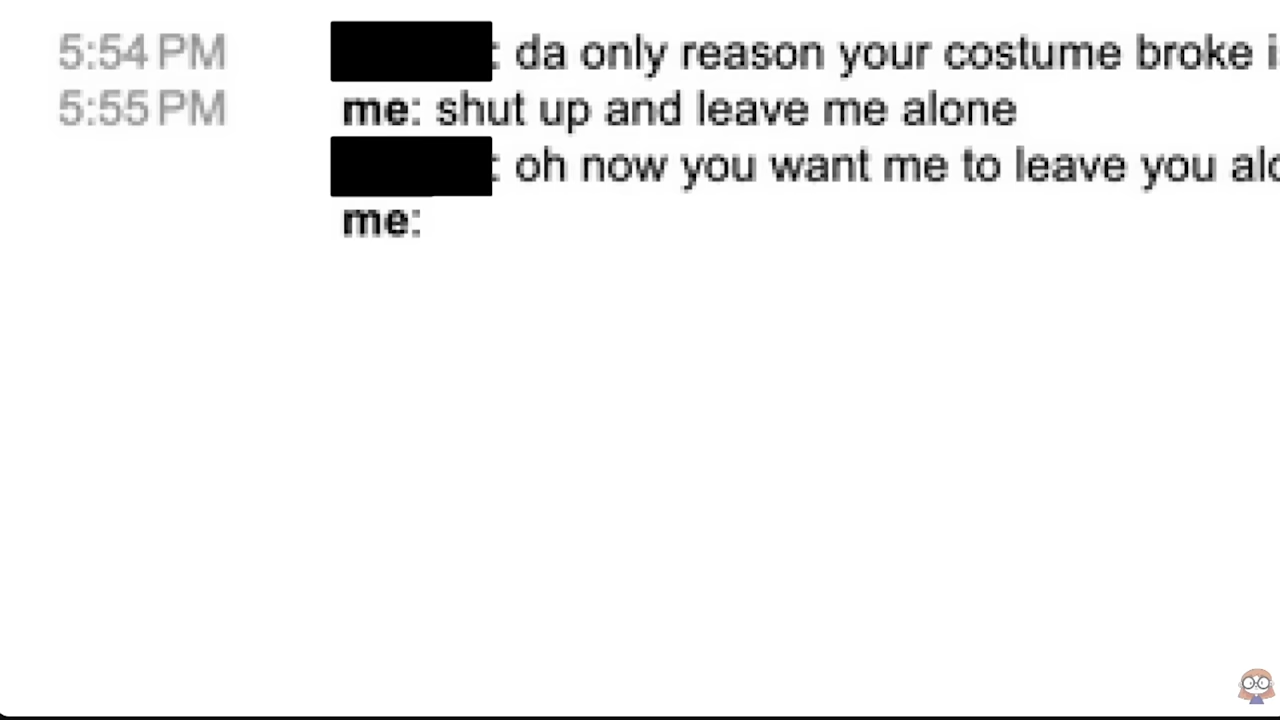 5:54 PM : da only reason your costume broke
5:55 PM me: shut up and leave me alone
: oh now you want me to leave you
me: